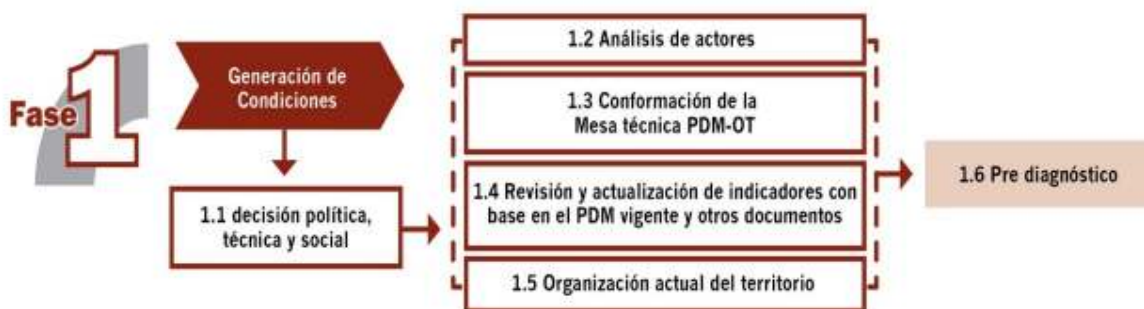 Fase 1
Generación de
Condiciones
1.1 decisión política,
técnica y social
1.2 Análisis de actores
1.3 Conformación de la
Mesa técnica PDM-OT
1.4 Revisión y actualización de indicadores con
base en el PDM vigente y otros documentos
1.5 Organización actual del territorio
1.6 Pre diagnóstico